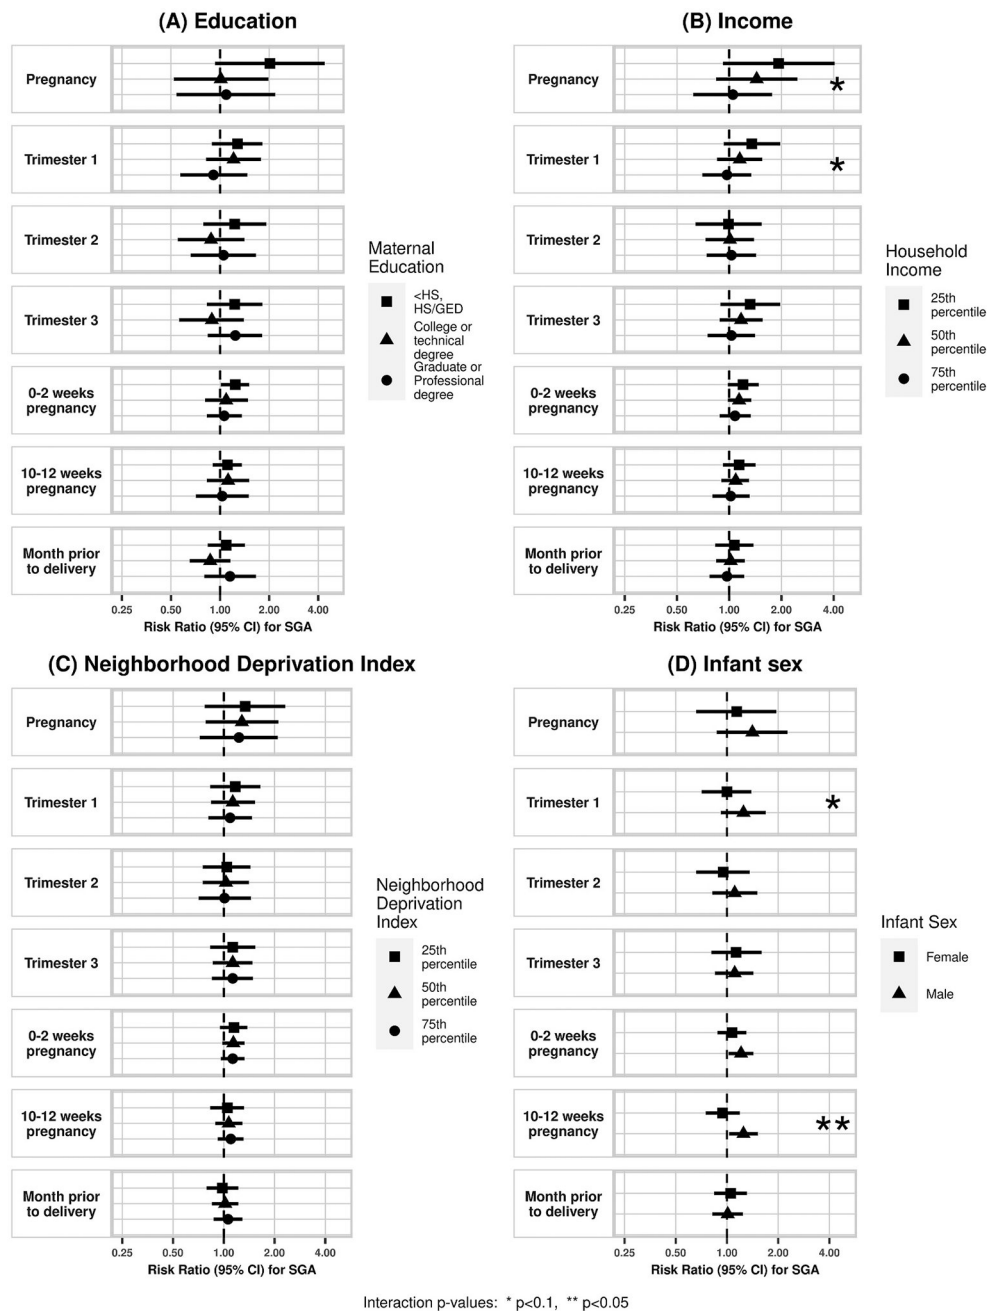 (A) Education
Pregnancy
Trimester 1
Trimester 2
Trimester 3
0-2 weeks
pregnancy
10-12 weeks
pregnancy
Month prior
to delivery
0.25 0.50 1.00 2.00 4.00
Risk Ratio (95% CI) for SGA
Maternal
Education
<HS,
HS/GED
College or
technical
degree
Graduate or
Professional
degree
(B) Income
Pregnancy
*
Trimester 1
*
Trimester 2
Trimester 3
0-2 weeks
pregnancy
10-12 weeks
pregnancy
Month prior
to delivery
0.25 0.50 1.00 2.00 4.00
Risk Ratio (95% CI) for SGA
Household
Income
25th
percentile
50th
percentile
75th
percentile
(C) Neighborhood Deprivation Index
Pregnancy
Trimester 1
Trimester 2
Trimester 3
0-2 weeks
pregnancy
10-12 weeks
pregnancy
Month prior
to delivery
0.25 0.50 1.00 2.00 4.00
Risk Ratio (95% CI) for SGA
Neighborhood
Deprivation
Index
25th
percentile
50th
percentile
75th
percentile
(D) Infant sex
Pregnancy
Trimester 1
*
Trimester 2
Trimester 3
0-2 weeks
pregnancy
10-12 weeks
pregnancy
**
Month prior
to delivery
0.25 0.50 1.00 2.00 4.00
Risk Ratio (95% CI) for SGA
Infant Sex
Female
Male
Interaction p-values: * p<0.1, ** p<0.05